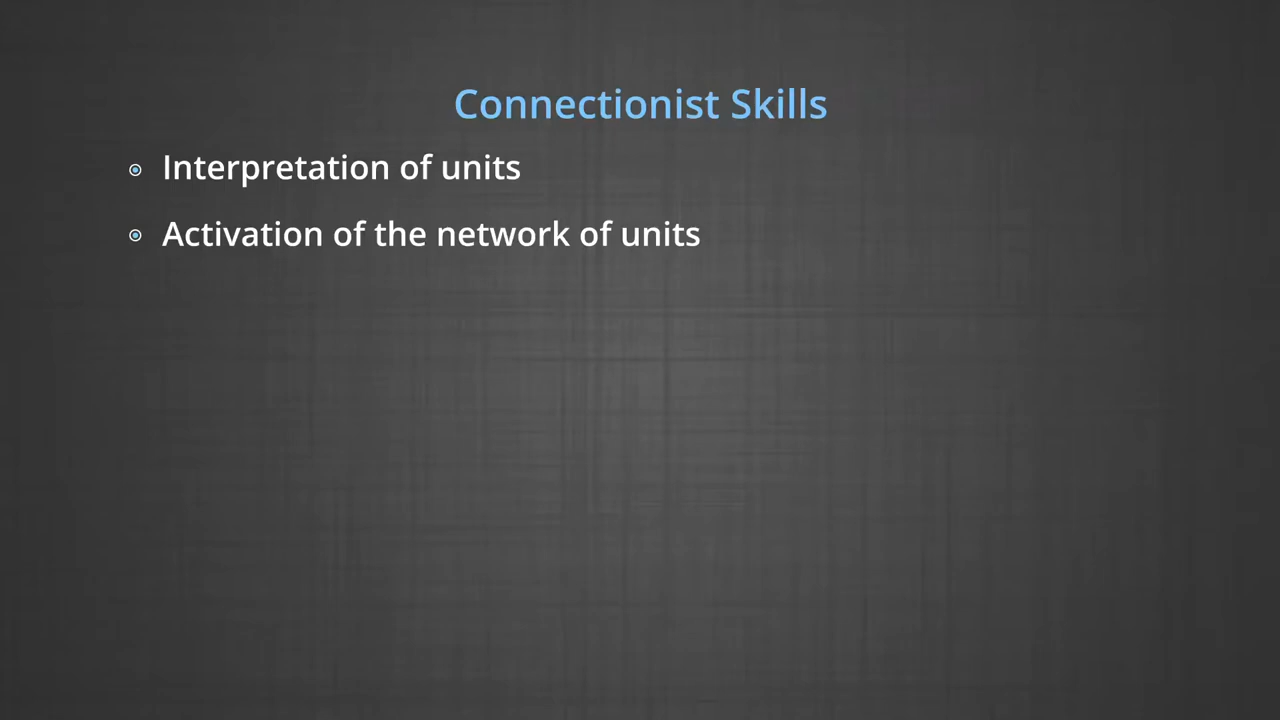 Connectionist Skills
Interpretation of units
Activation of the network of units